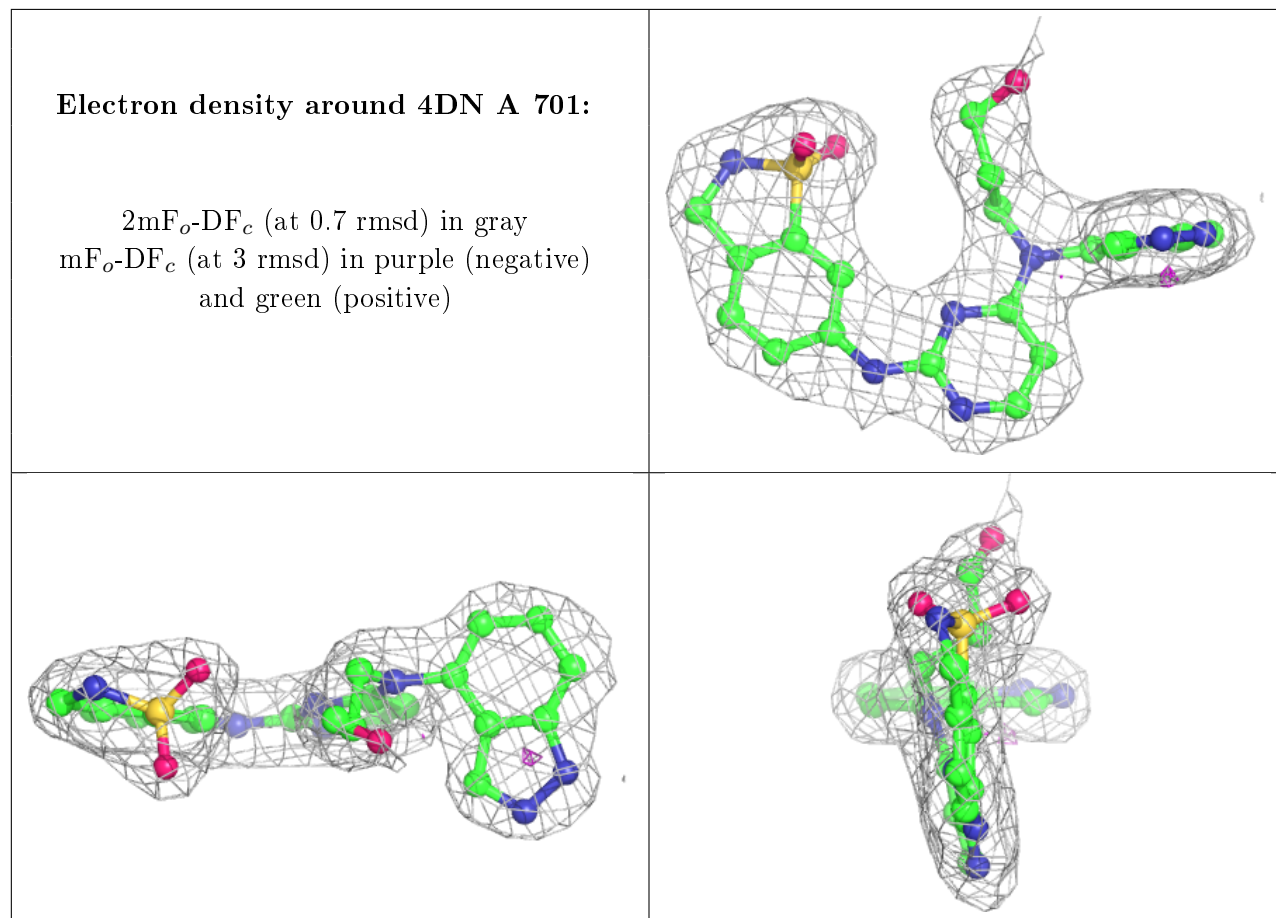 Electron density around 4DN A 701:
2mFₒ-DF𝒸 (at 0.7 rmsd) in gray
mFₒ-DF𝒸 (at 3 rmsd) in purple (negative)
and green (positive)